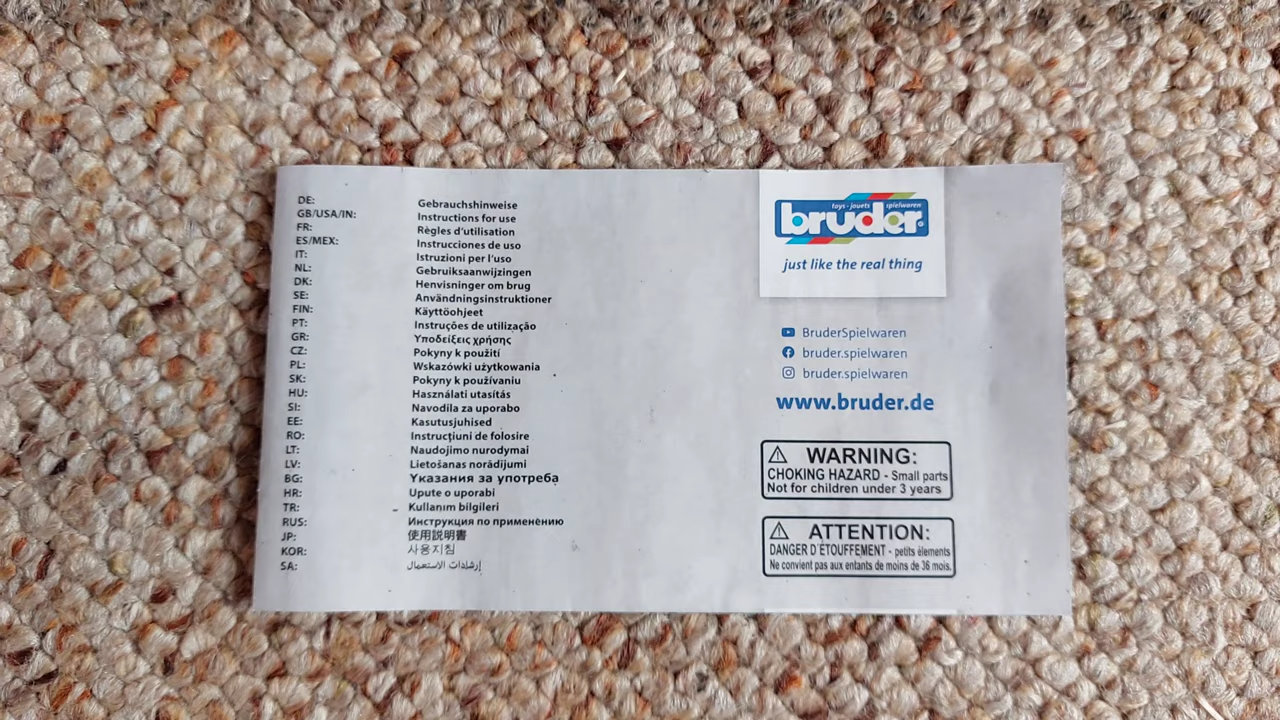 DE: Gebrauchshinweise
GB/USA/IN: Instructions for use
FR: Règles d'utilisation
ES/MEX: Instrucciones de uso
IT: Istruzioni per l'uso
NL: Gebruiksaanwijzingen
DK: Henvisninger om brug
SE: Användningsinstruktioner
FIN: Käyttöohjeet
PT: Instruções de utilização
GR: Υποδείξεις χρήσης
CZ: Pokyny k použití
PL: Wskazówki użytkowania
SK: Pokyny k používaniu
HU: Használati utasítás
SI: Navodila za uporabo
EE: Kasutusjuhised
RO: Instrucţiuni de folosire
LT: Naudojimo nurodymai
LV: Lietošanas norādījumi
BG: Указания за употреба
HR: Upute o uporabi
TR: Kullanım bilgileri
RUS: Инструкция по применению
JP: 使用説明書
KOR: 사용지침
SA: إرشادات الاستعمال
toys · jouets spielwaren
bruder®
just like the real thing
BruderSpielwaren
bruder.spielwaren
bruder.spielwaren
www.bruder.de
WARNING:
CHOKING HAZARD - Small parts
Not for children under 3 years
ATTENTION:
DANGER D'ÉTOUFFEMENT - petits élements
Ne convient pas aux enfants de moins de 36 mois.